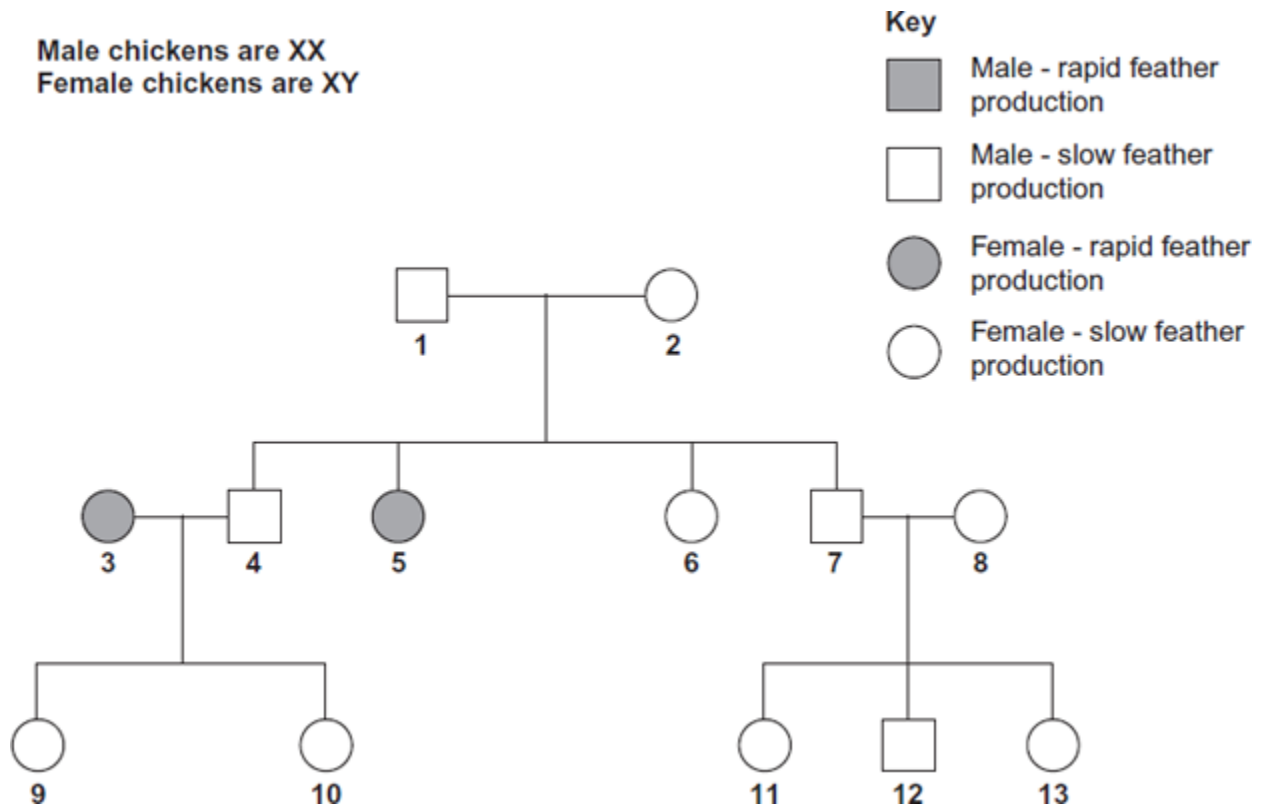 Male chickens are XX
Female chickens are XY
Key
Male - rapid feather
production
Male - slow feather
production
Female - rapid feather
production
Female - slow feather
production
1
2
3
4
5
6
7
8
9
10
11
12
13